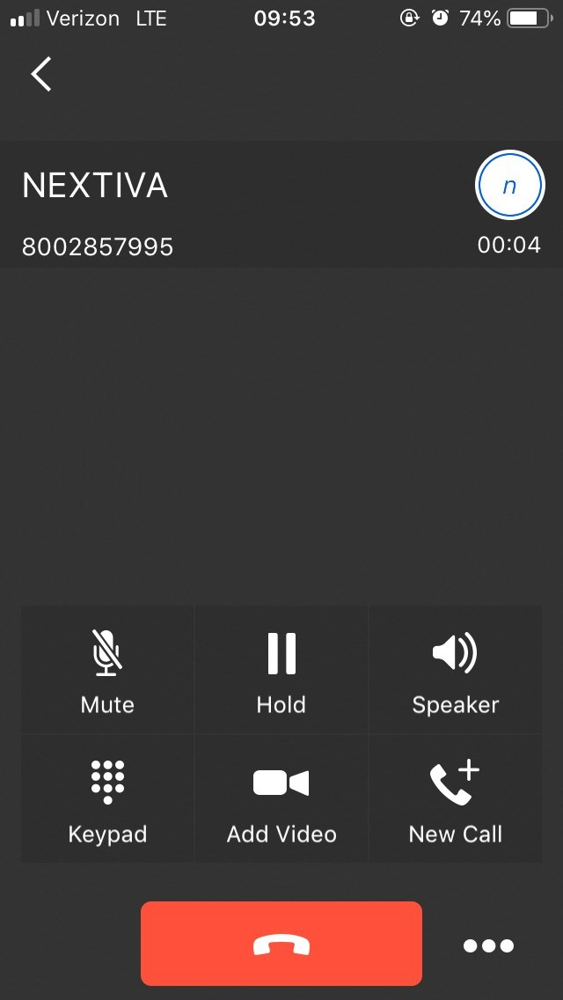 Verizon LTE 09:53 74%
NEXTIVA
n
8002857995 00:04
Mute Hold Speaker
Keypad Add Video New Call